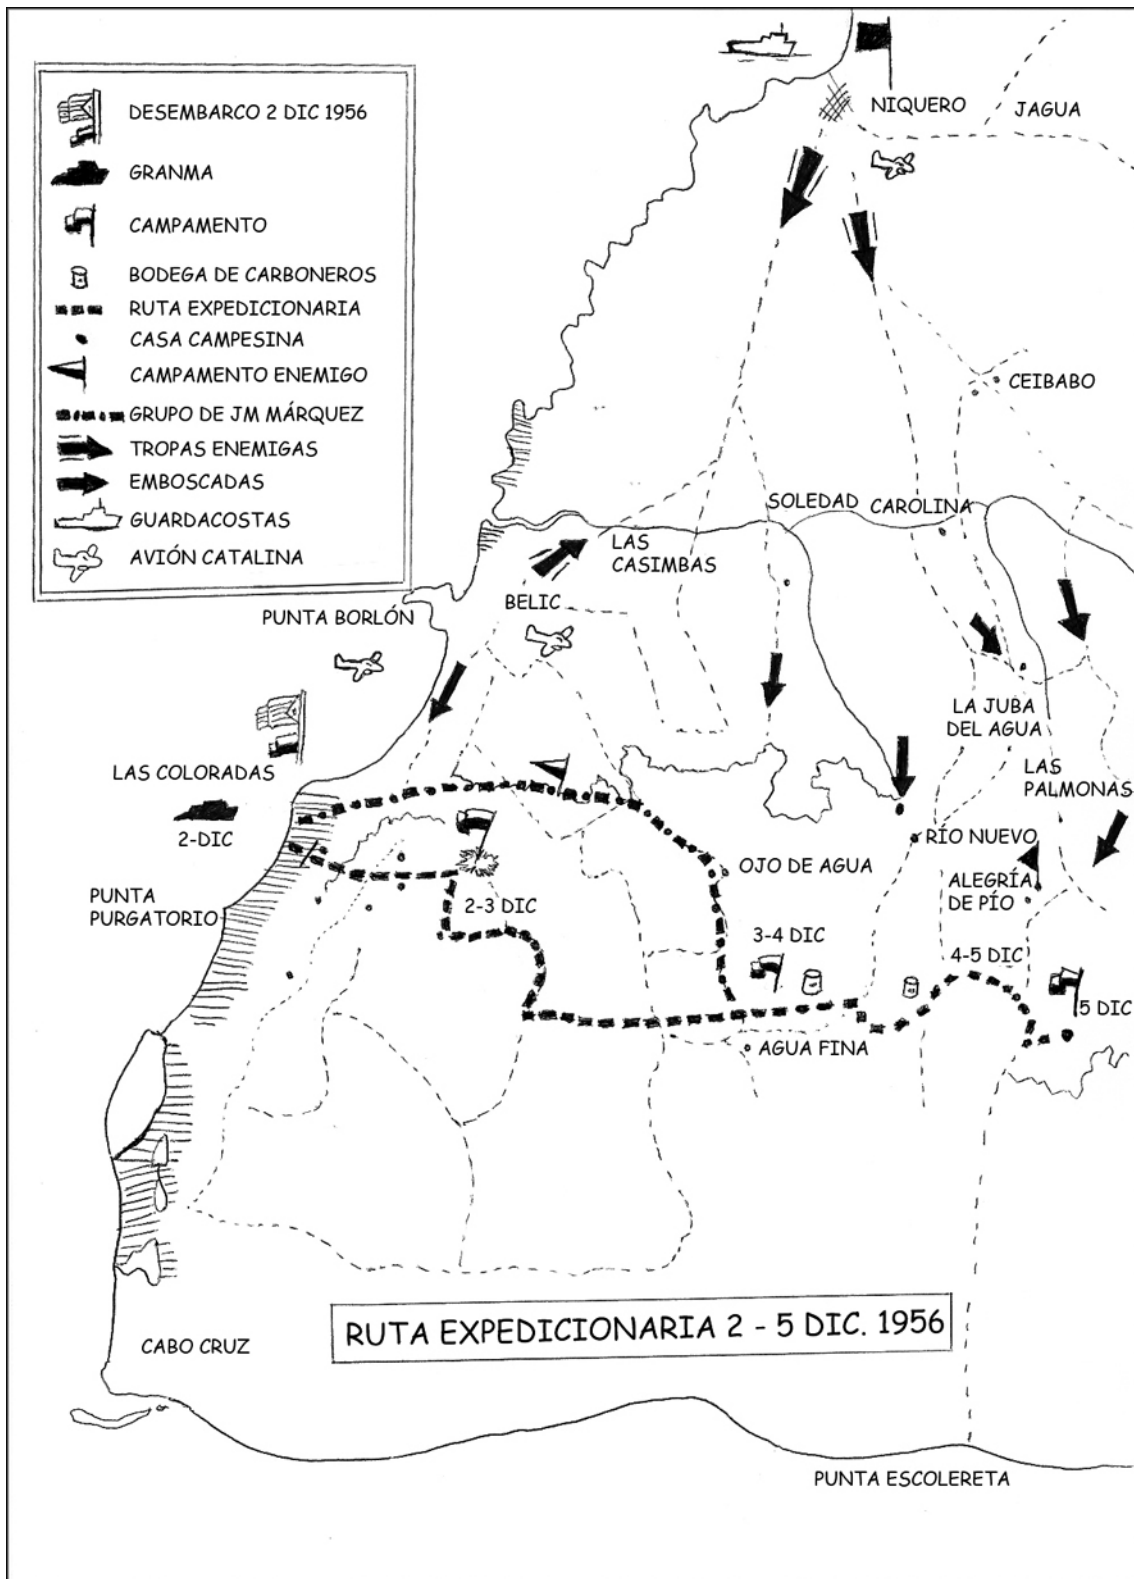 DESEMBARCO 2 DIC 1956
GRANMA
CAMPAMENTO
BODEGA DE CARBONEROS
RUTA EXPEDICIONARIA
CASA CAMPESINA
CAMPAMENTO ENEMIGO
GRUPO DE JM MÁRQUEZ
TROPAS ENEMIGAS
EMBOSCADAS
GUARDACOSTAS
AVIÓN CATALINA
NIQUERO
JAGUA
CEIBABO
SOLEDAD
CAROLINA
LAS
CASIMBAS
BELIC
PUNTA BORLÓN
LA JUBA
DEL AGUA
LAS COLORADAS
LAS
PALMONAS
2-DIC
RÍO NUEVO
OJO DE AGUA
ALEGRÍA
DE PÍO
PUNTA
PURGATORIO
2-3 DIC
3-4 DIC
4-5 DIC
5 DIC
AGUA FINA
RUTA EXPEDICIONARIA 2 - 5 DIC. 1956
CABO CRUZ
PUNTA ESCOLERETA